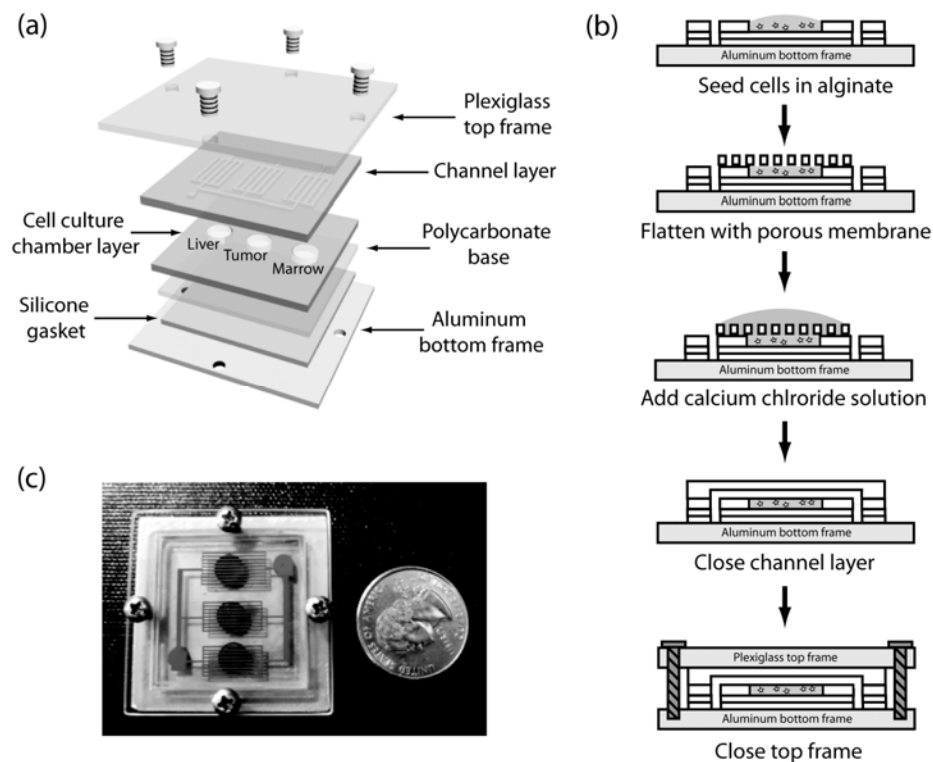 (a)
Plexiglass
top frame
Channel layer
Cell culture
chamber layer
Liver
Tumor
Marrow
Polycarbonate
base
Silicone
gasket
Aluminum
bottom frame
(b)
Aluminum bottom frame
Seed cells in alginate
Aluminum bottom frame
Flatten with porous membrane
Aluminum bottom frame
Add calcium chlroride solution
Aluminum bottom frame
Close channel layer
Plexiglass top frame
Aluminum bottom frame
Close top frame
(c)